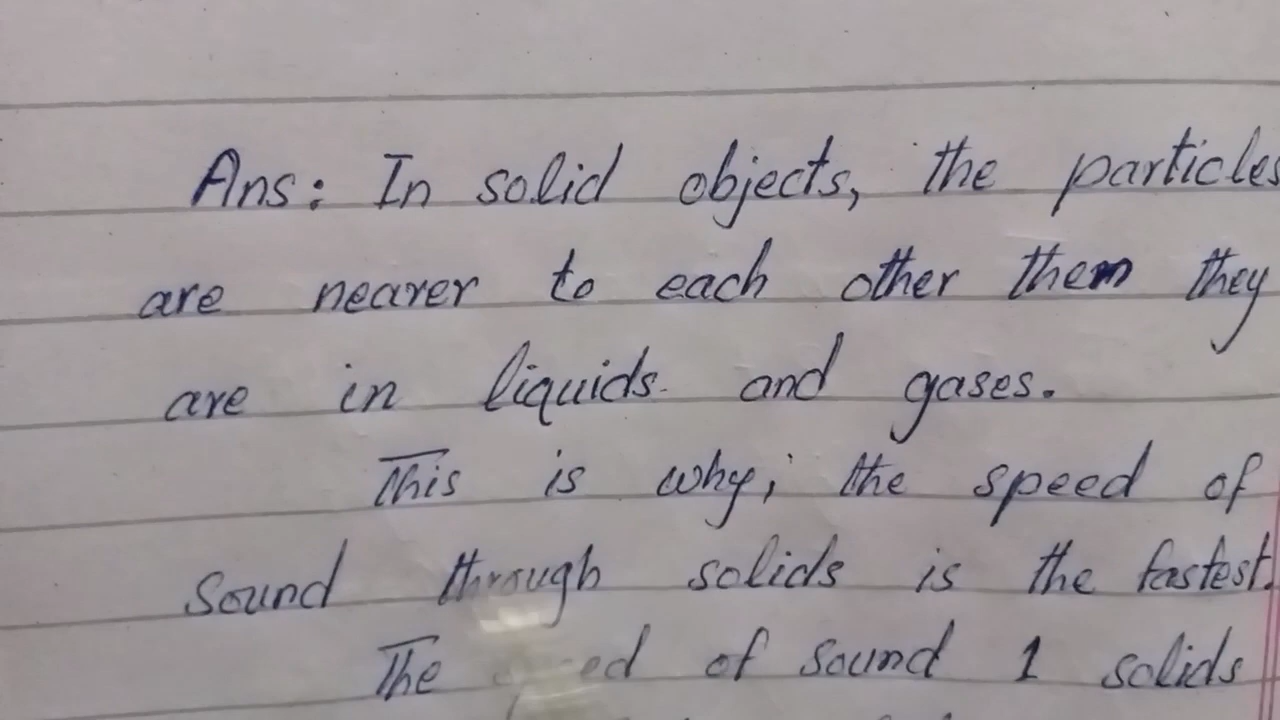 Ans: In solid objects, the particles
are nearer to each other them they
are in liquids. and gases.
This is why; the speed of
sound through solids is the fastest.
The of sound 1 solids